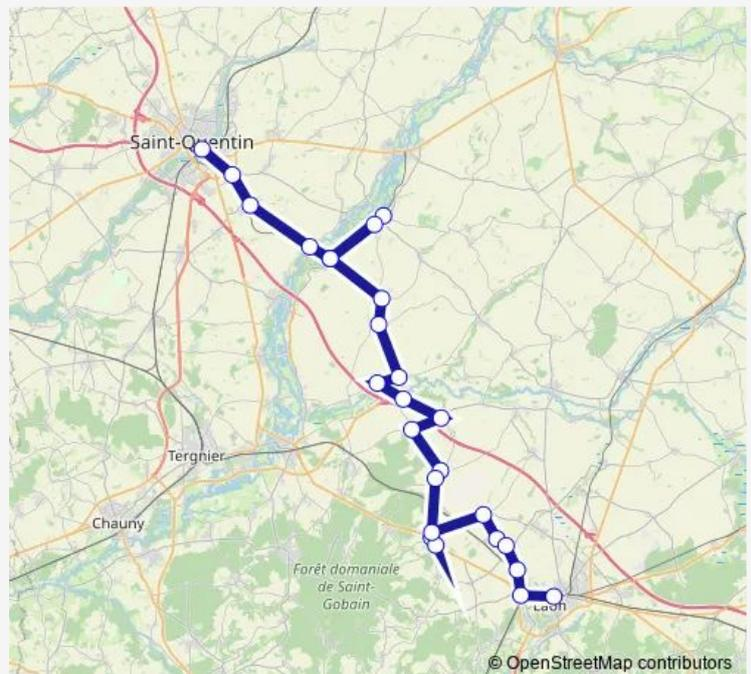 Saint-Quentin
Tergnier
Chauny
Forêt domaniale
de Saint-
Gobain
Laon
© OpenStreetMap contributors